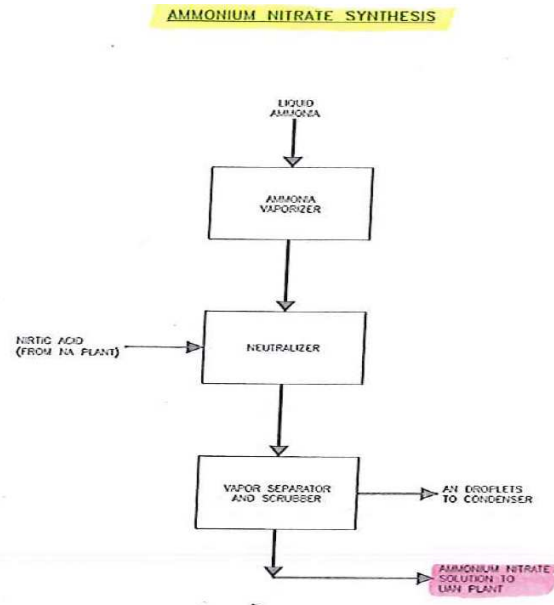 AMMONIUM NITRATE SYNTHESIS
LIQUID
AMMONIA
AMMONIA
VAPORIZER
NIRTIC ACID
(FROM NA PLANT)
NEUTRALIZER
VAPOR SEPARATOR
AND SCRUBBER
AN DROPLETS
TO CONDENSER
AMMONIUM NITRATE
SOLUTION TO
UAN PLANT